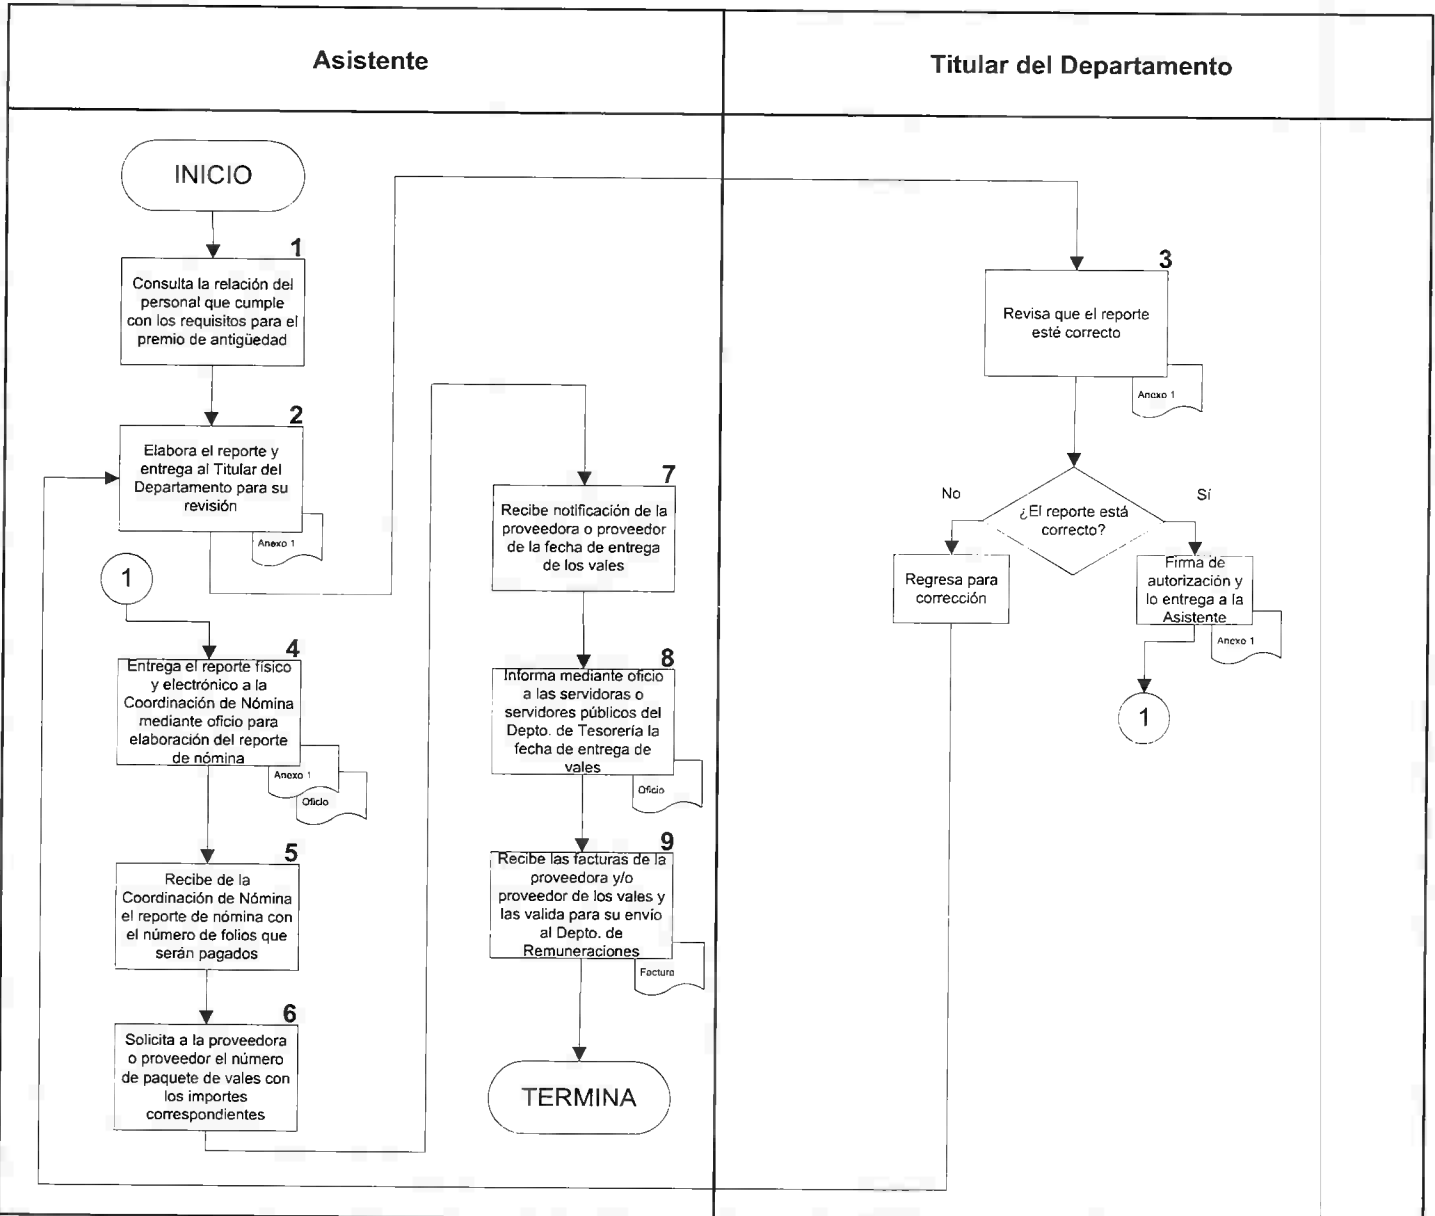 Asistente
Titular del Departamento
INICIO
1
Consulta la relación del
personal que cumple
con los requisitos para el
premio de antigüedad
2
Elabora el reporte y
entrega al Titular del
Departamento para su
revisión
Anexo 1
1
4
Entrega el reporte físico
y electrónico a la
Coordinación de Nómina
mediante oficio para
elaboración del reporte
de nómina
Anexo 1
Oficio
5
Recibe de la
Coordinación de Nómina
el reporte de nómina con
el número de folios que
serán pagados
6
Solicita a la proveedora
o proveedor el número
de paquete de vales con
los importes
correspondientes
7
Recibe notificación de la
proveedora o proveedor
de la fecha de entrega
de los vales
8
Informa mediante oficio
a las servidoras o
servidores públicos del
Depto. de Tesorería la
fecha de entrega de
vales
Oficio
9
Recibe las facturas de la
proveedora y/o
proveedor de los vales y
las valida para su envío
al Depto. de
Remuneraciones
Factura
TERMINA
3
Revisa que el reporte
esté correcto
Anexo 1
¿El reporte está
correcto?
No
Regresa para
corrección
Sí
Firma de
autorización y
lo entrega a la
Asistente
Anexo 1
1